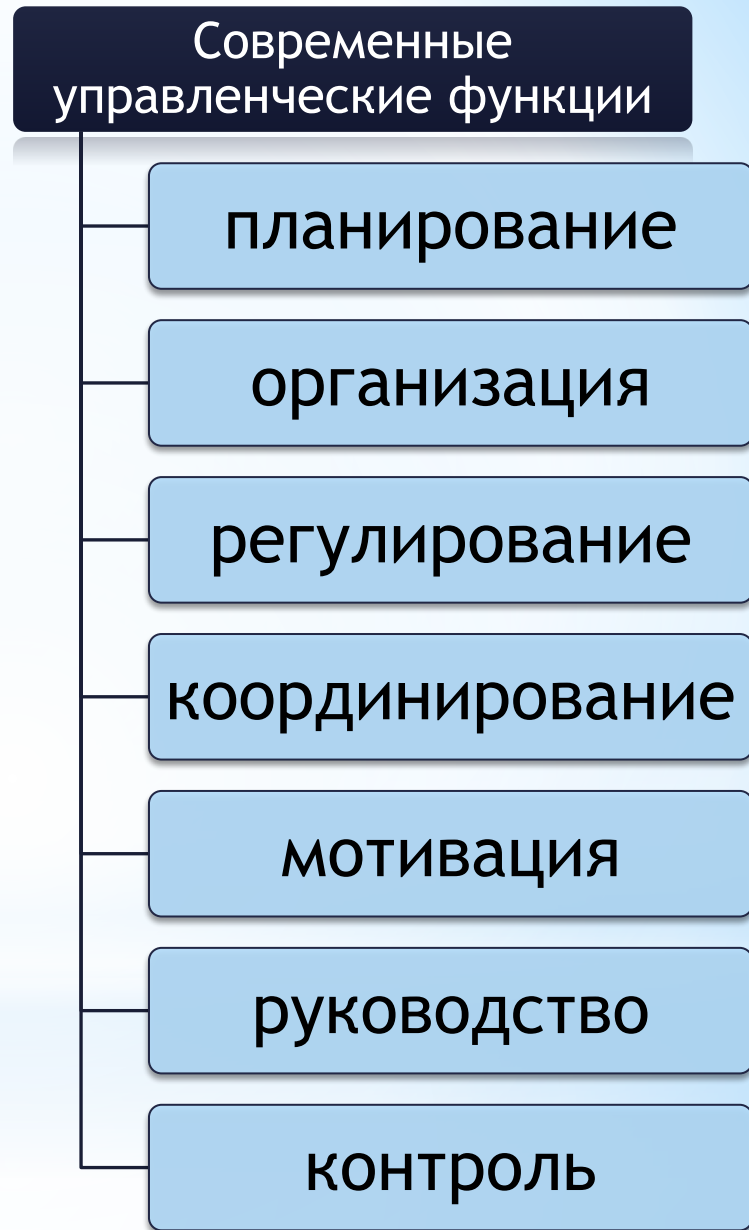 Современные
управленческие функции
планирование
организация
регулирование
координирование
мотивация
руководство
контроль